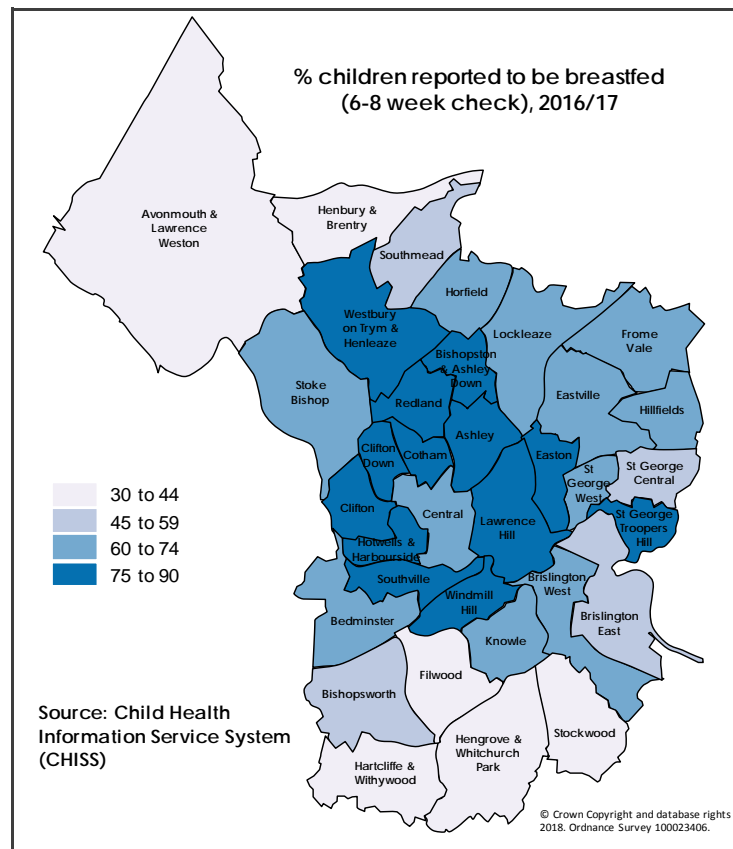 % children reported to be breastfed
(6-8 week check), 2016/17
Avonmouth &
Lawrence
Weston
Henbury &
Brentry
Southmead
Horfield
Westbury
on Trym &
Henleaze
Lockleaze
Frome
Vale
Bishopston
& Ashley
Down
Stoke
Bishop
Redland
Eastville
Hillfields
Ashley
Clifton
Down
Cotham
Easton
St
George
West
St George
Central
30 to 44
45 to 59
60 to 74
75 to 90
Clifton
Central
Lawrence
Hill
St George
Troopers
Hill
Hotwells &
Harbourside
Southville
Windmill
Hill
Brislington
West
Brislington
East
Bedminster
Knowle
Filwood
Bishopsworth
Stockwood
Hengrove &
Whitchurch
Park
Hartcliffe &
Withywood
Source: Child Health
Information Service System
(CHISS)
© Crown Copyright and database rights
2018. Ordnance Survey 100023406.